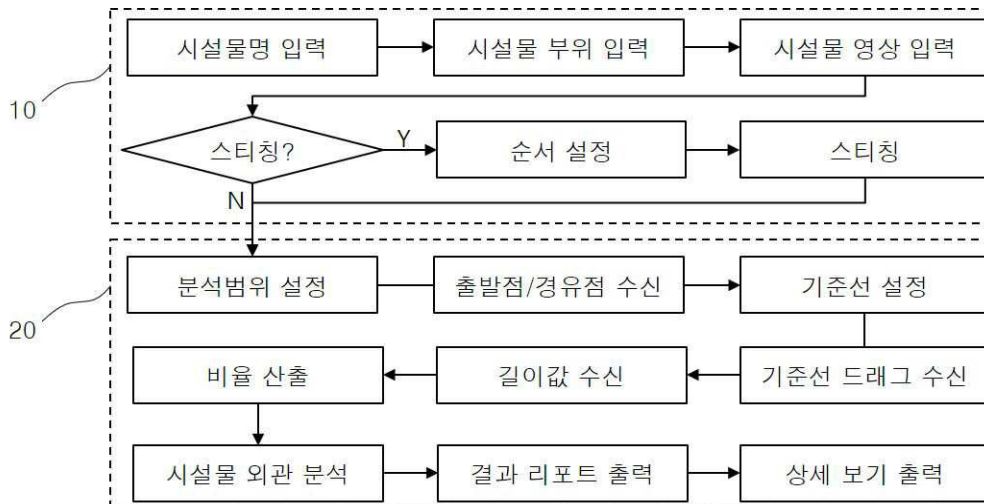 시설물명 입력
시설물 부위 입력
시설물 영상 입력
10
스티칭?
Y
순서 설정
스티칭
N
분석범위 설정
출발점/경유점 수신
기준선 설정
20
비율 산출
길이값 수신
기준선 드래그 수신
시설물 외관 분석
결과 리포트 출력
상세 보기 출력